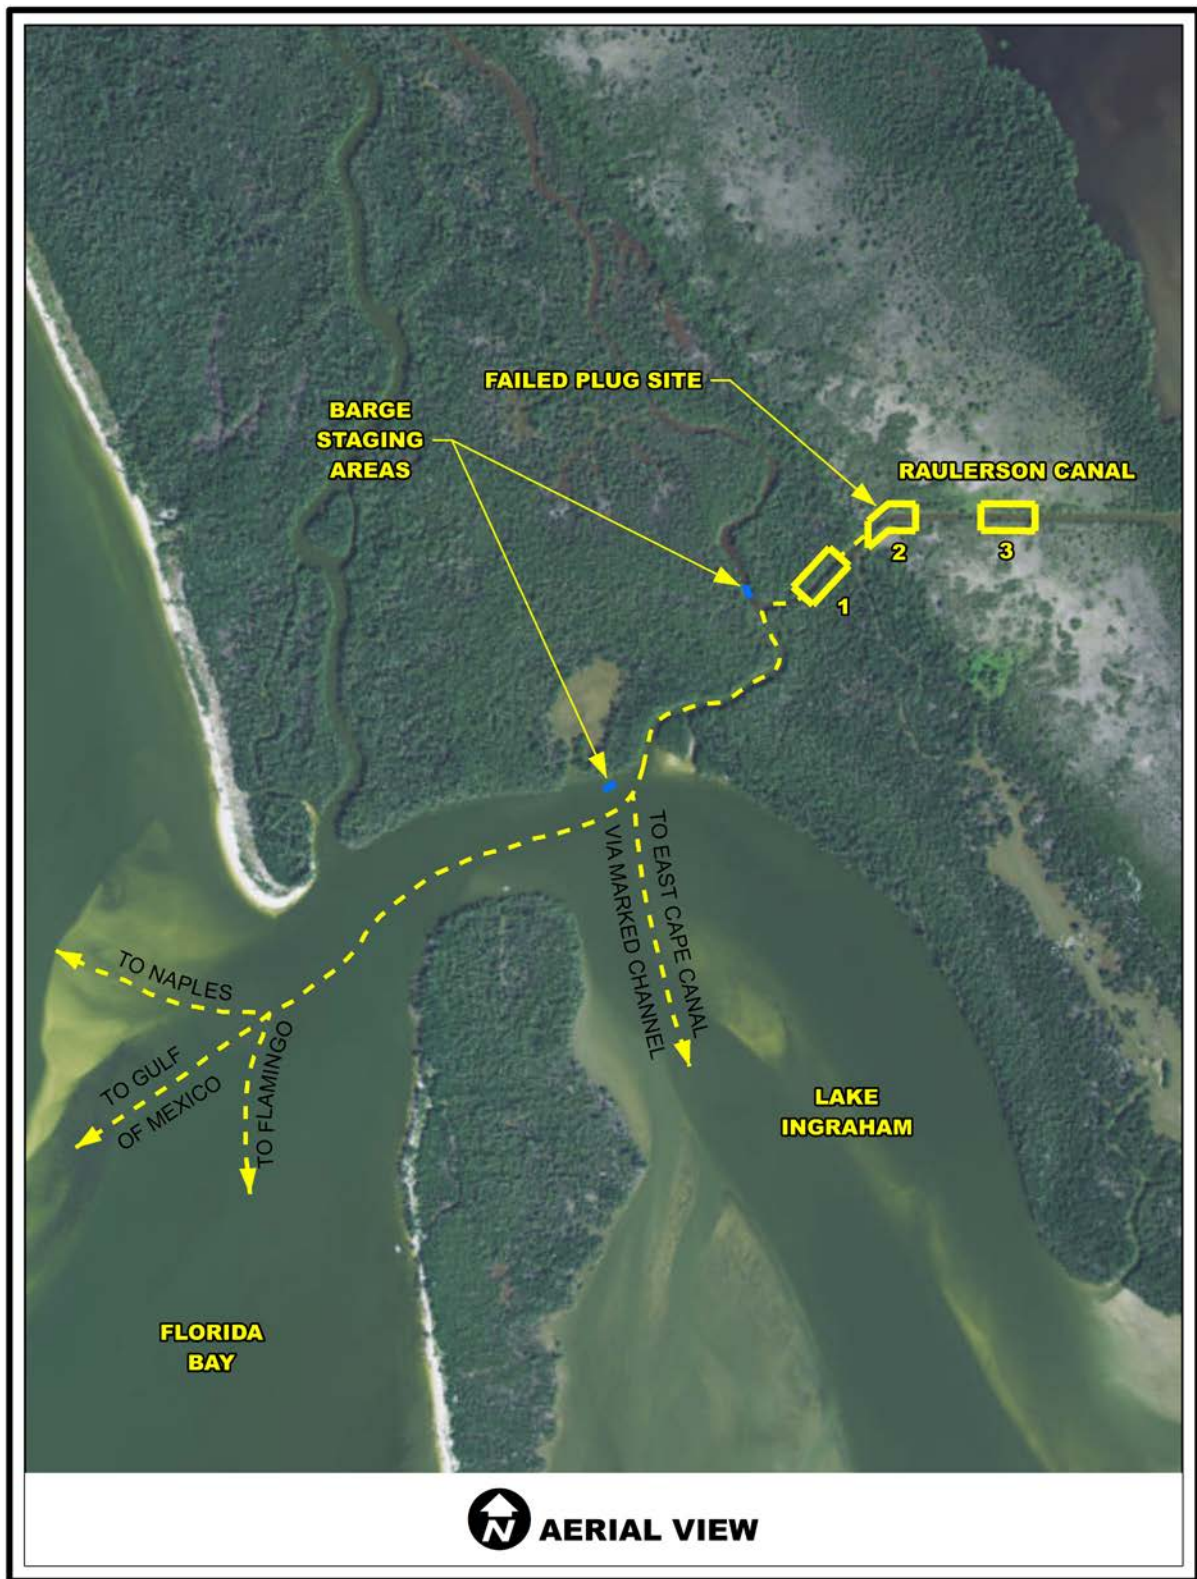 FAILED PLUG SITE
BARGE
STAGING
AREAS
RAULERSON CANAL
2
3
1
TO EAST CAPE CANAL
VIA MARKED CHANNEL
TO NAPLES
TO GULF
OF MEXICO
TO FLAMINGO
LAKE
INGRAHAM
FLORIDA
BAY
N
AERIAL VIEW